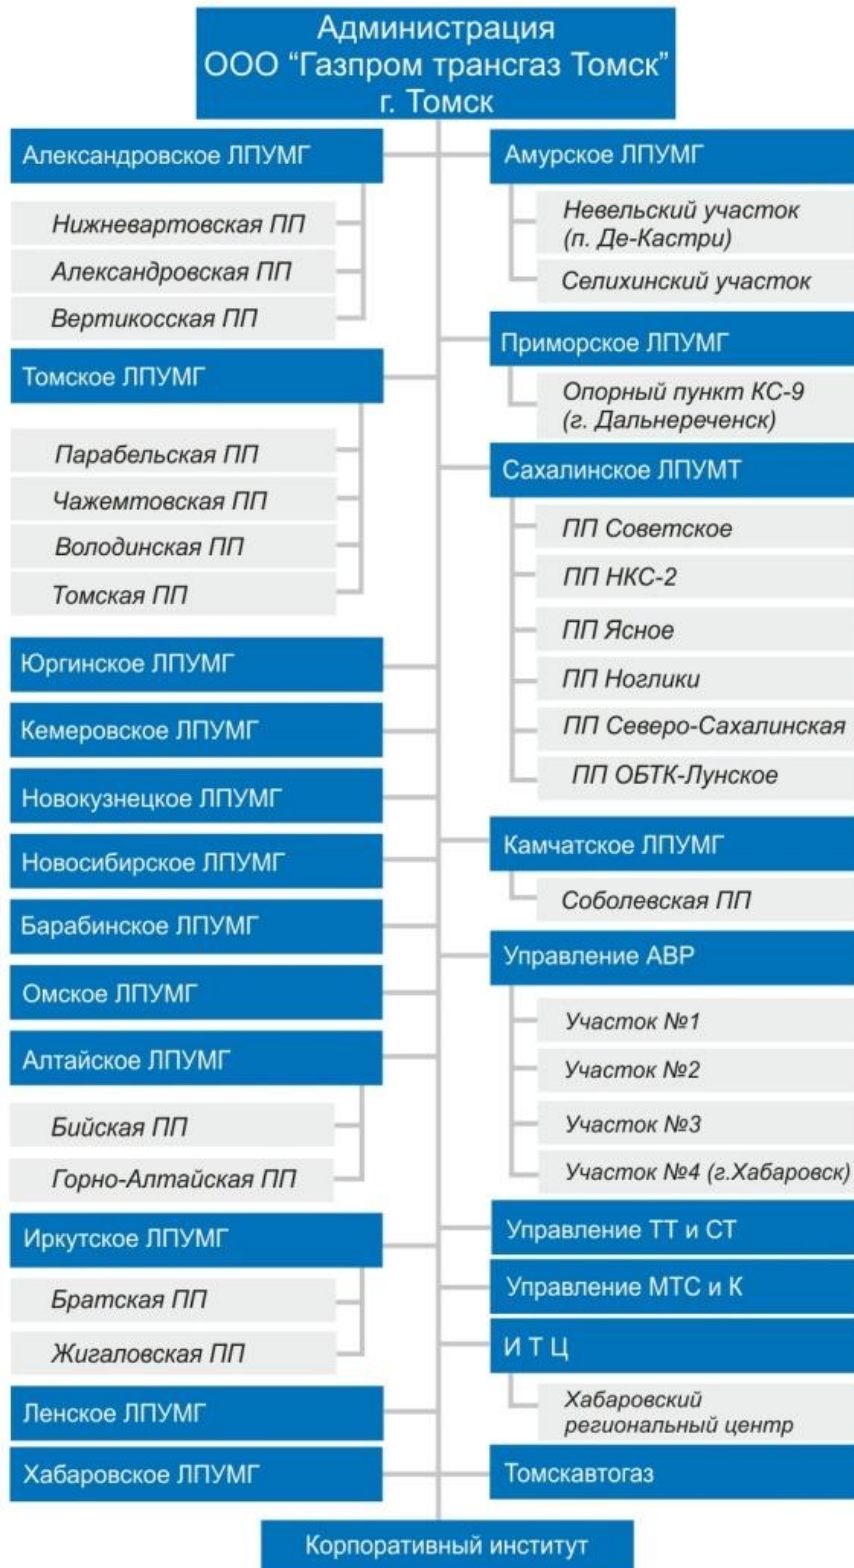 Администрация
ООО “Газпром трансгаз Томск”
г. Томск
Александровское ЛПУМГ
Нижневартовская ПП
Александровская ПП
Вертикосская ПП
Томское ЛПУМГ
Парабельская ПП
Чажемтовская ПП
Володинская ПП
Томская ПП
Юргинское ЛПУМГ
Кемеровское ЛПУМГ
Новокузнецкое ЛПУМГ
Новосибирское ЛПУМГ
Барабинское ЛПУМГ
Омское ЛПУМГ
Алтайское ЛПУМГ
Бийская ПП
Горно-Алтайская ПП
Иркутское ЛПУМГ
Братская ПП
Жигаловская ПП
Ленское ЛПУМГ
Хабаровское ЛПУМГ
Амурское ЛПУМГ
Невельский участок
(п. Де-Кастри)
Селихинский участок
Приморское ЛПУМГ
Опорный пункт КС-9
(г. Дальнереченск)
Сахалинское ЛПУМТ
ПП Советское
ПП НКС-2
ПП Ясное
ПП Ноглики
ПП Северо-Сахалинская
ПП ОБТК-Лунское
Камчатское ЛПУМГ
Соболевская ПП
Управление АВР
Участок №1
Участок №2
Участок №3
Участок №4 (г.Хабаровск)
Управление ТТ и СТ
Управление МТС и К
И Т Ц
Хабаровский
региональный центр
Томскавтогаз
Корпоративный институт